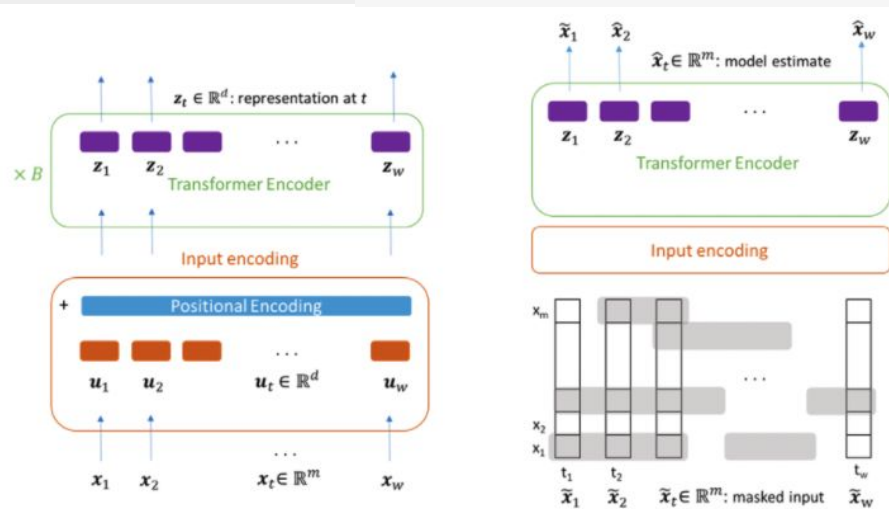 z_t ∈ ℝ^d: representation at t
z_1 z_2 ... z_w
× B
Transformer Encoder
Input encoding
+ Positional Encoding
...
u_1 u_2 u_t ∈ ℝ^d u_w
...
x_1 x_2 x_t ∈ ℝ^m x_w
x̃_1 x̂_2 x̂_w
x̂_t ∈ ℝ^m: model estimate
...
z_1 z_2 z_w
Transformer Encoder
Input encoding
x_m
...
x_2
x_1
t_1 t_2 t_w
x̃_1 x̃_2 x̃_t ∈ ℝ^m: masked input x̃_w